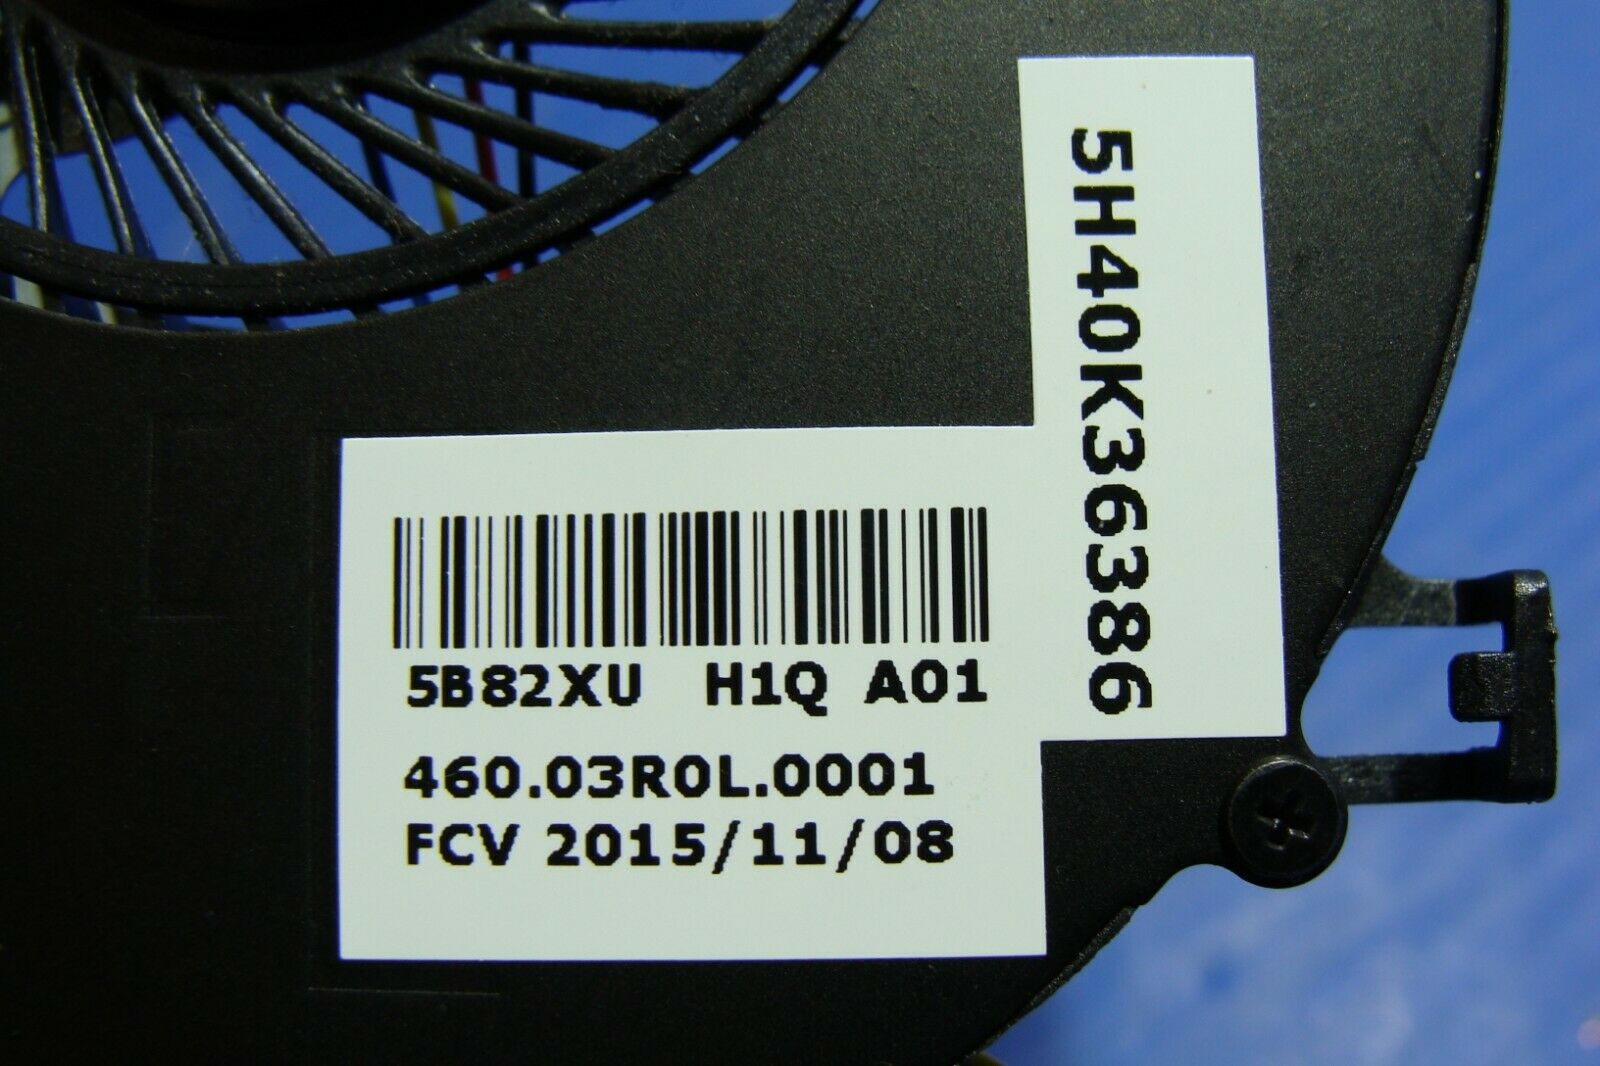 5H40K36386
5B82XU H1Q A01
460.03R0L.0001
FCV 2015/11/08